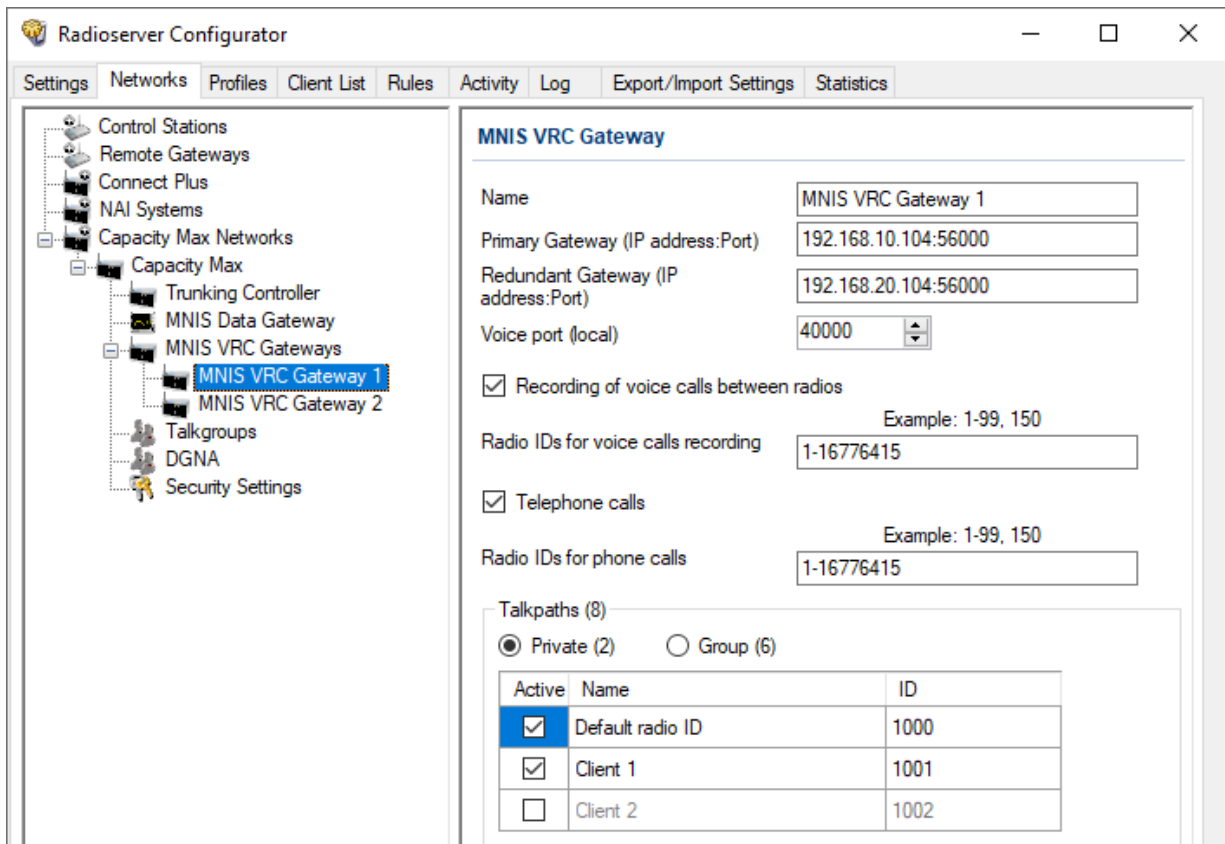 Radioserver Configurator
Settings Networks Profiles Client List Rules Activity Log Export/Import Settings Statistics
Control Stations
Remote Gateways
Connect Plus
NAI Systems
Capacity Max Networks
Capacity Max
Trunking Controller
MNIS Data Gateway
MNIS VRC Gateways
MNIS VRC Gateway 1
MNIS VRC Gateway 2
Talkgroups
DGNA
Security Settings
MNIS VRC Gateway
Name MNIS VRC Gateway 1
Primary Gateway (IP address:Port) 192.168.10.104:56000
Redundant Gateway (IP
address:Port) 192.168.20.104:56000
Voice port (local) 40000
Recording of voice calls between radios
Example: 1-99, 150
Radio IDs for voice calls recording 1-16776415
Telephone calls
Example: 1-99, 150
Radio IDs for phone calls 1-16776415
Talkpaths (8)
Private (2) Group (6)
Active Name ID
Default radio ID 1000
Client 1 1001
Client 2 1002